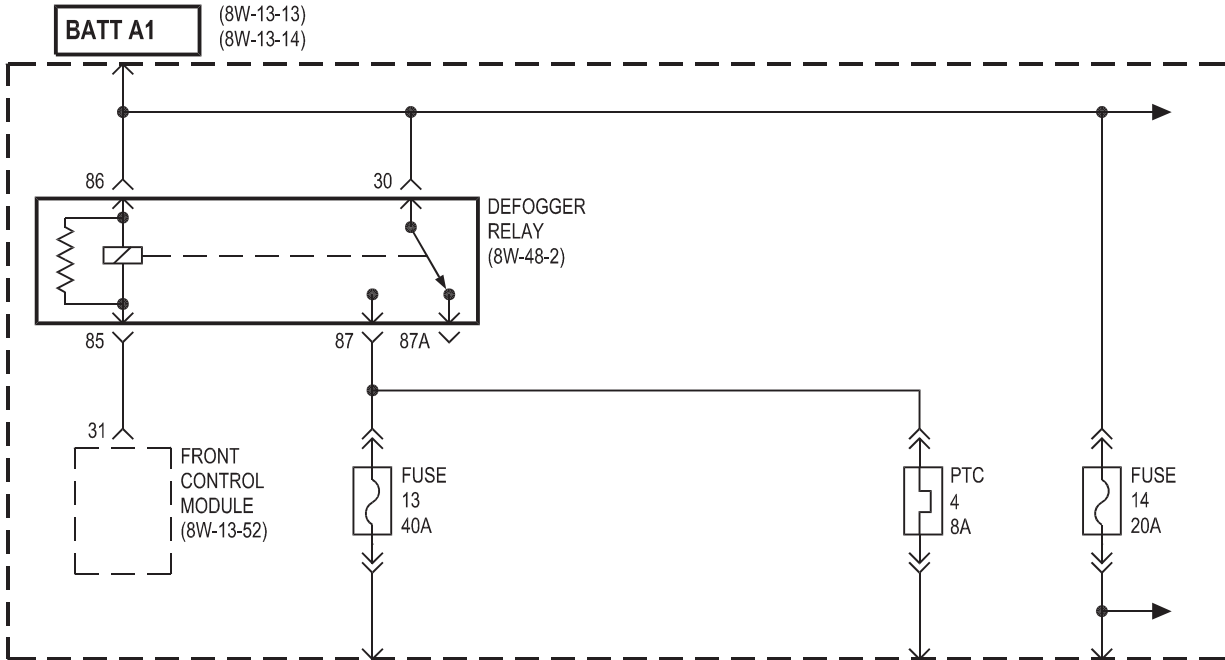 BATT A1
(8W-13-13)
(8W-13-14)
86
30
DEFOGGER
RELAY
(8W-48-2)
85
87
87A
31
FRONT
CONTROL
MODULE
(8W-13-52)
FUSE
13
40A
PTC
4
8A
FUSE
14
20A